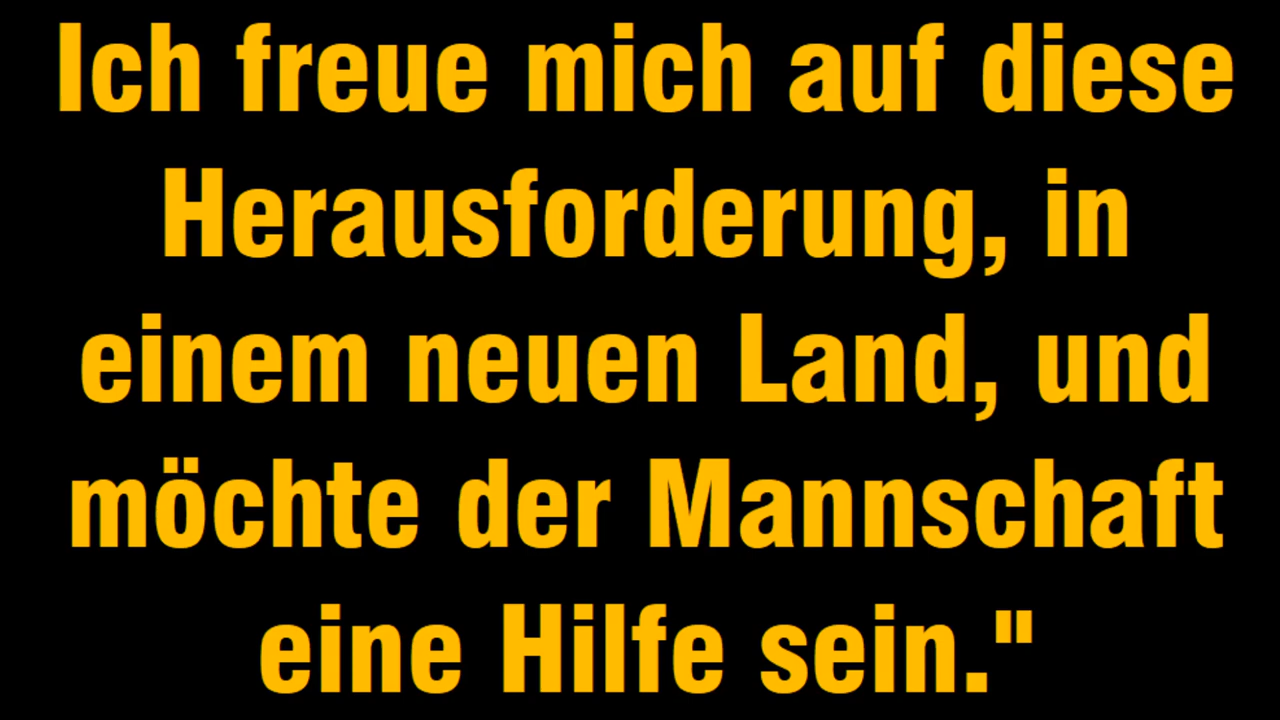 Ich freue mich auf diese
Herausforderung, in
einem neuen Land, und
möchte der Mannschaft
eine Hilfe sein."